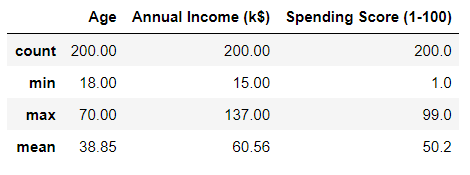 Age Annual Income (k$) Spending Score (1-100)
count 200.00 200.00 200.0
min 18.00 15.00 1.0
max 70.00 137.00 99.0
mean 38.85 60.56 50.2